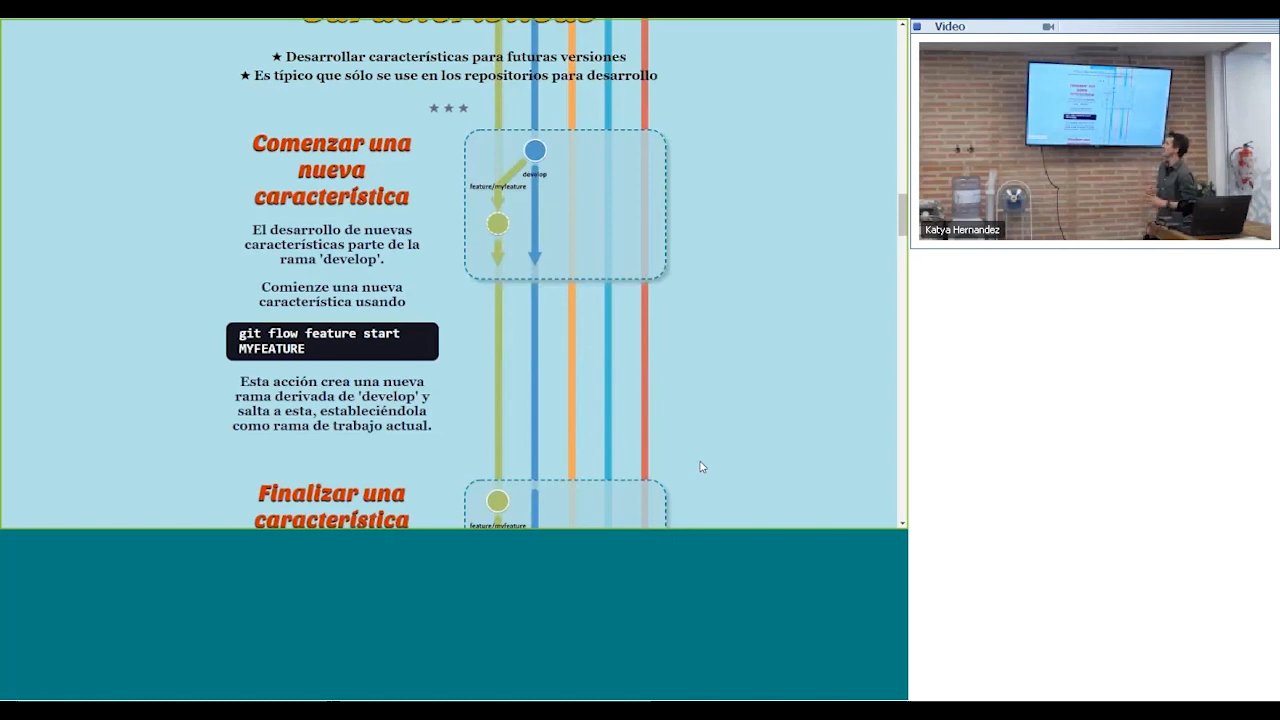 Características
★ Desarrollar características para futuras versiones
★ Es típico que sólo se use en los repositorios para desarrollo
★ ★ ★
Comenzar una
nueva
característica
El desarrollo de nuevas
características parte de la
rama 'develop'.
Comienze una nueva
característica usando
git flow feature start
MYFEATURE
Esta acción crea una nueva
rama derivada de 'develop' y
salta a esta, estableciéndola
como rama de trabajo actual.
develop
feature/myfeature
Finalizar una
característica
feature/myfeature
Video
Katya Hernandez